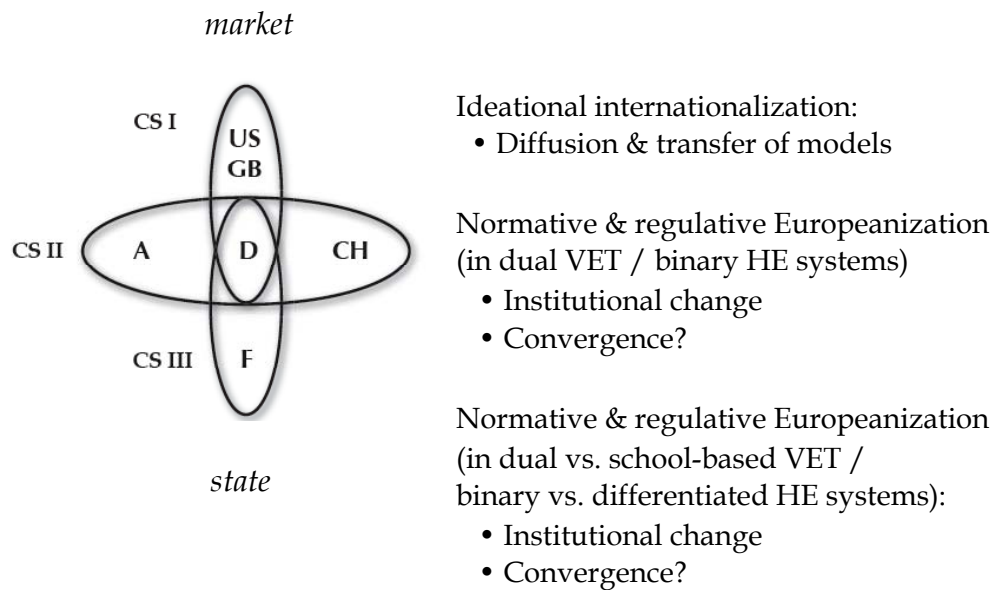 market
CS I
US
GB
CS II
A
D
CH
CS III
F
state
Ideational internationalization:
• Diffusion & transfer of models
Normative & regulative Europeanization
(in dual VET / binary HE systems)
• Institutional change
• Convergence?
Normative & regulative Europeanization
(in dual vs. school-based VET /
binary vs. differentiated HE systems):
• Institutional change
• Convergence?